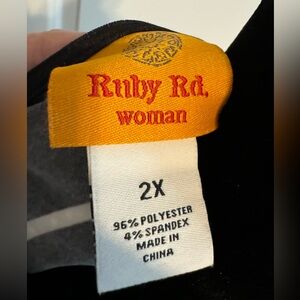 Ruby Rd.
woman
2X
96% POLYESTER
4% SPANDEX
MADE IN
CHINA